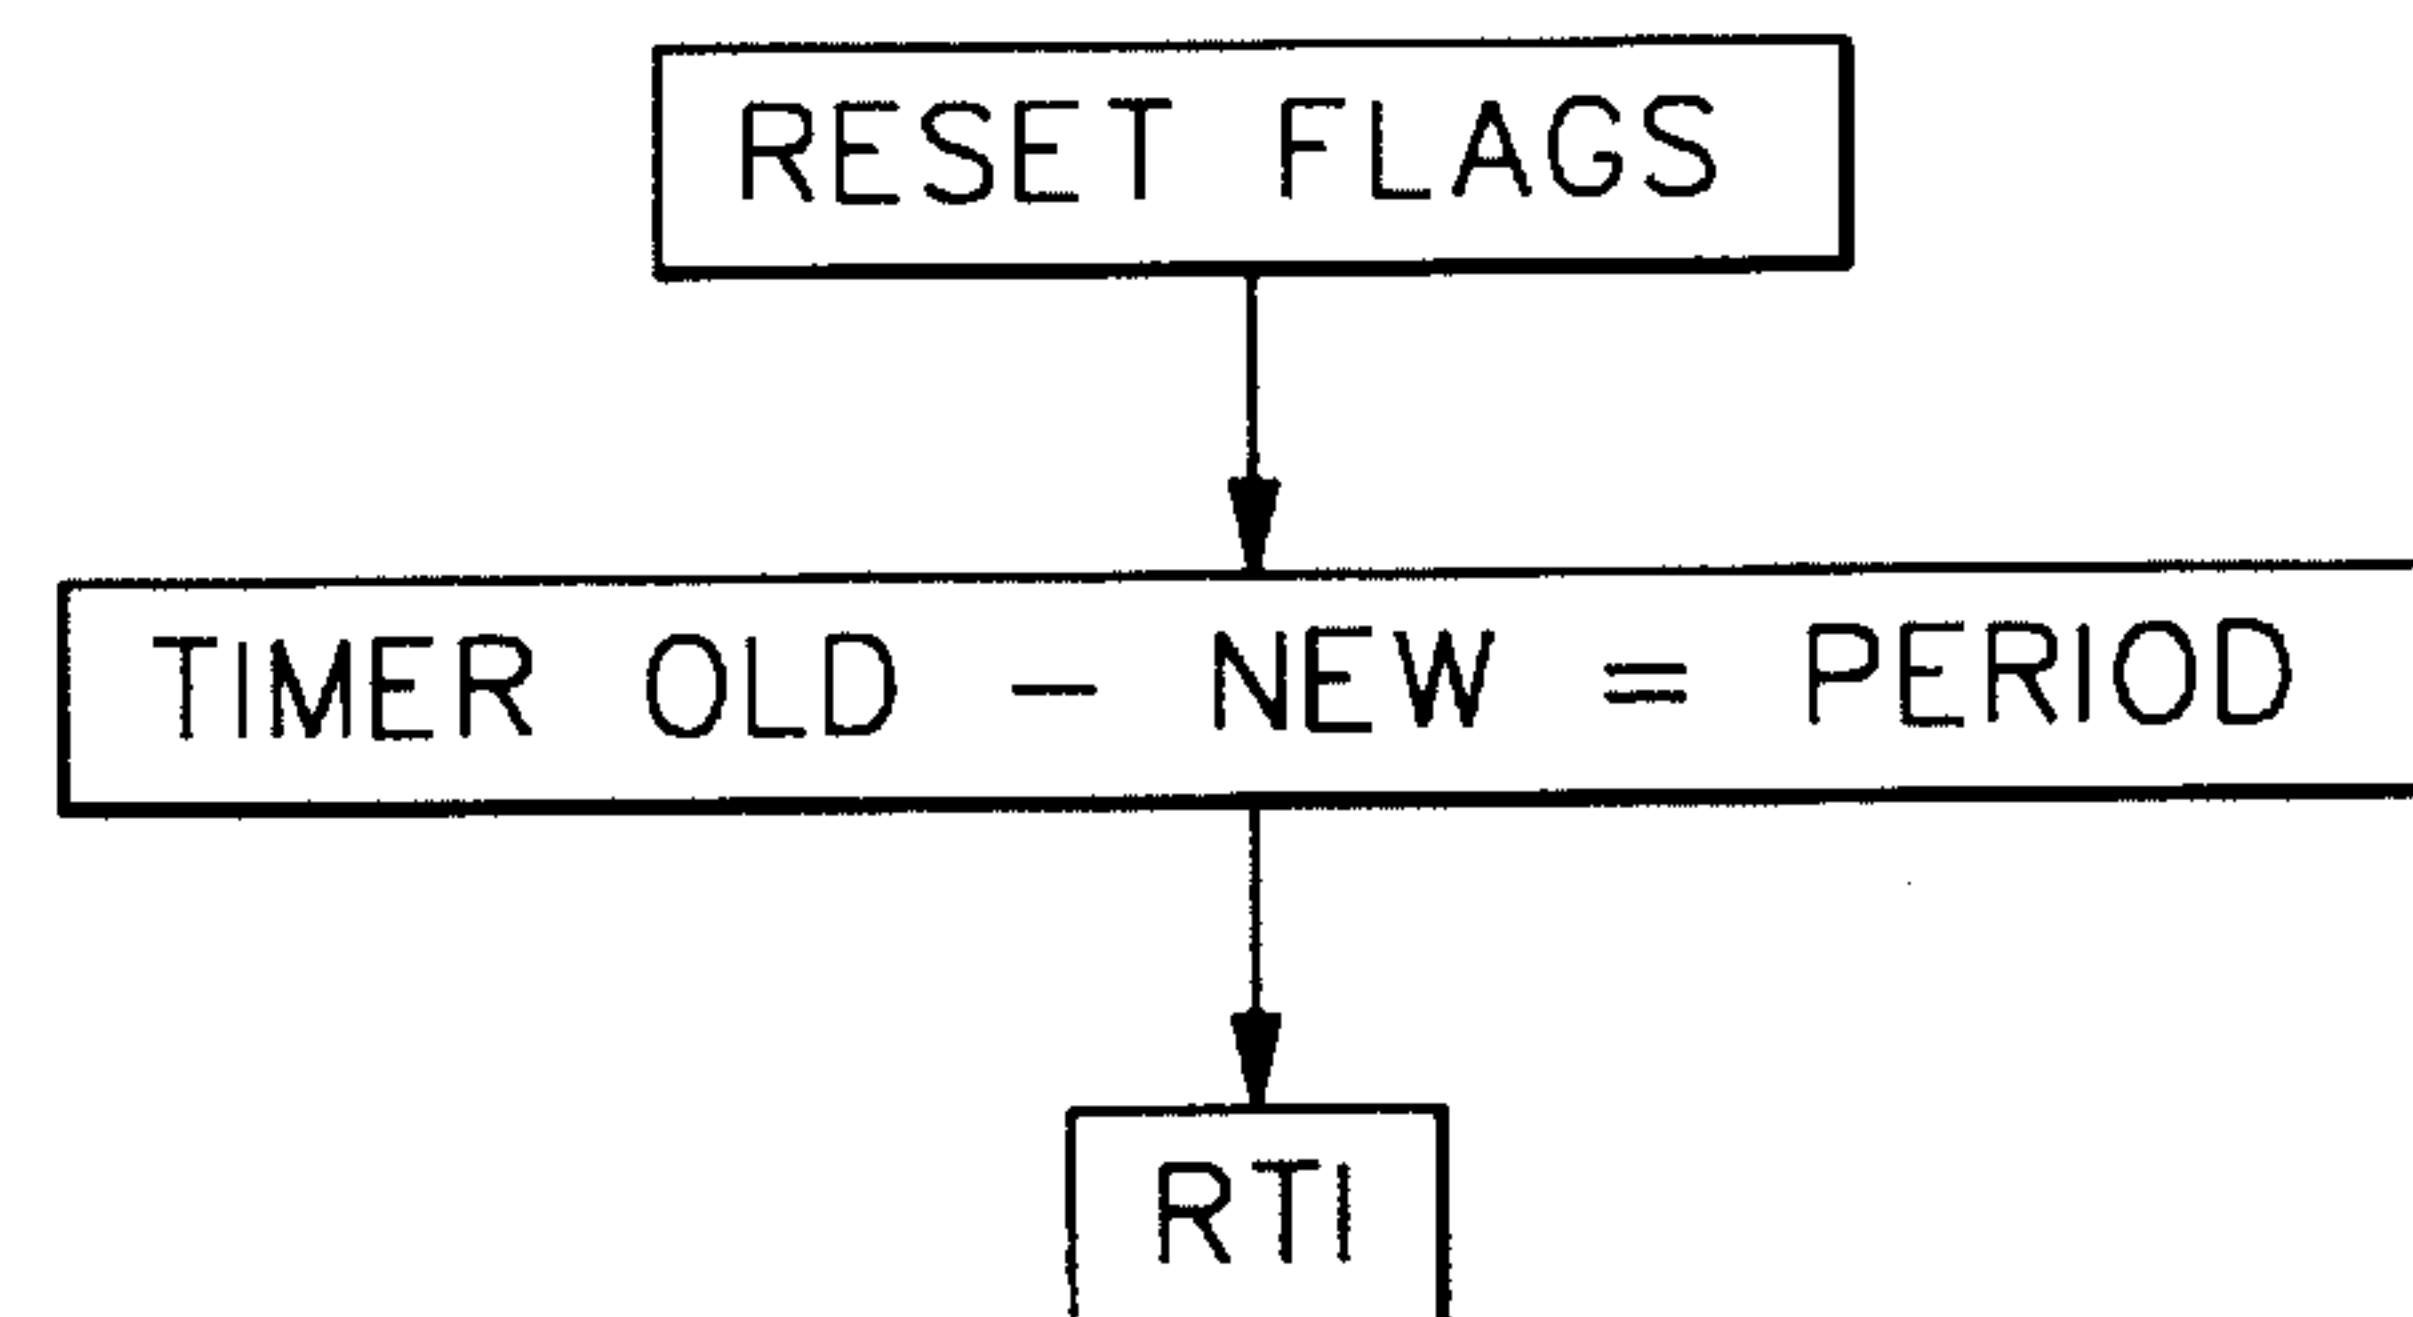 RESET FLAGS
TIMER OLD — NEW = PERIOD
RTI